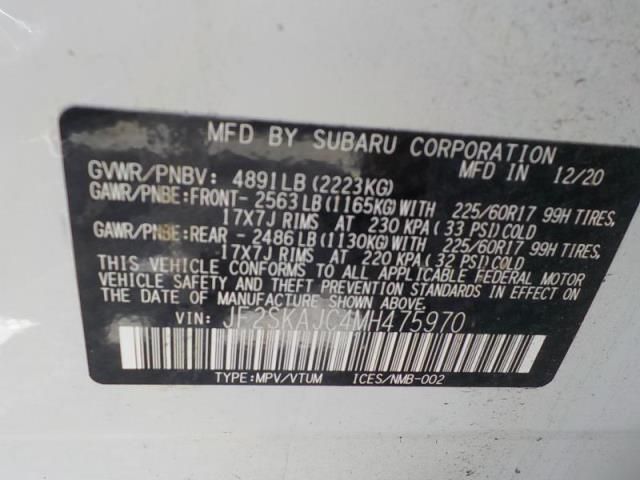 MFD BY SUBARU CORPORATION
GVWR/PNBV: 4891LB(2223KG) MFD IN 12/20
GAWR/PNBE:FRONT- 2563LB(1165KG)WITH 225/60R17 99H TIRES,
17X7J RIMS AT 230 KPA( 33 PSI)COLD
GAWR/PNBE:REAR -2486LB(1130KG)WITH 225/60R17 99H TIRES,
17X7J RIMS AT 220 KPA( 32 PSI)COLD
THIS VEHICLE CONFORMS TO ALL APPLICABLE FEDERAL MOTOR
VEHICLE SAFETY AND THEFT PREVENTION STANDARDS IN EFFECT
ON THE DATE OF MANUFACTURE SHOWN ABOVE.
VIN: JF2SKAJC4MH475970
TYPE:MPV/VTUM ICES/NMB-002